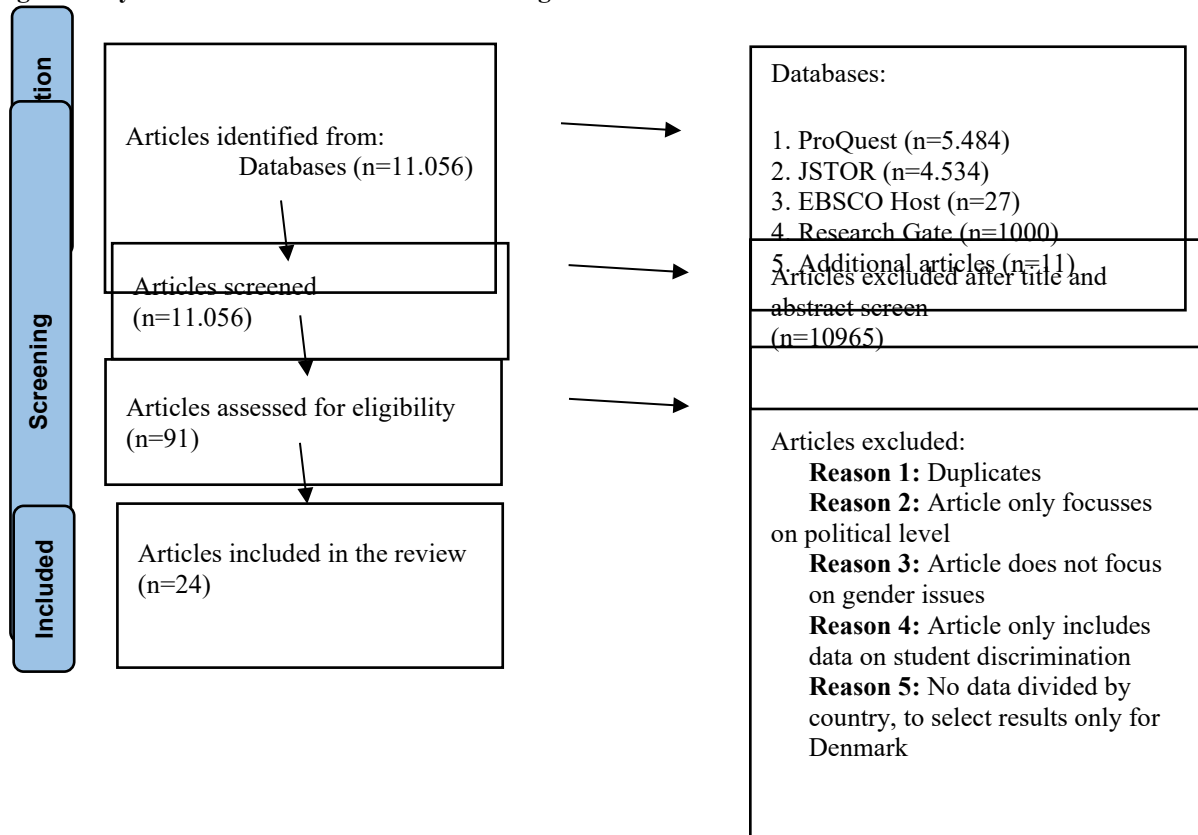 tion
Articles identified from:
Databases (n=11.056)
Databases:
1. ProQuest (n=5.484)
2. JSTOR (n=4.534)
3. EBSCO Host (n=27)
4. Research Gate (n=1000)
5. Additional articles (n=11)
Screening
Articles screened
(n=11.056)
Articles excluded after title and
abstract screen
(n=10965)
Articles assessed for eligibility
(n=91)
Articles excluded:
Reason 1: Duplicates
Reason 2: Article only focusses
on political level
Reason 3: Article does not focus
on gender issues
Reason 4: Article only includes
data on student discrimination
Reason 5: No data divided by
country, to select results only for
Denmark
Included
Articles included in the review
(n=24)